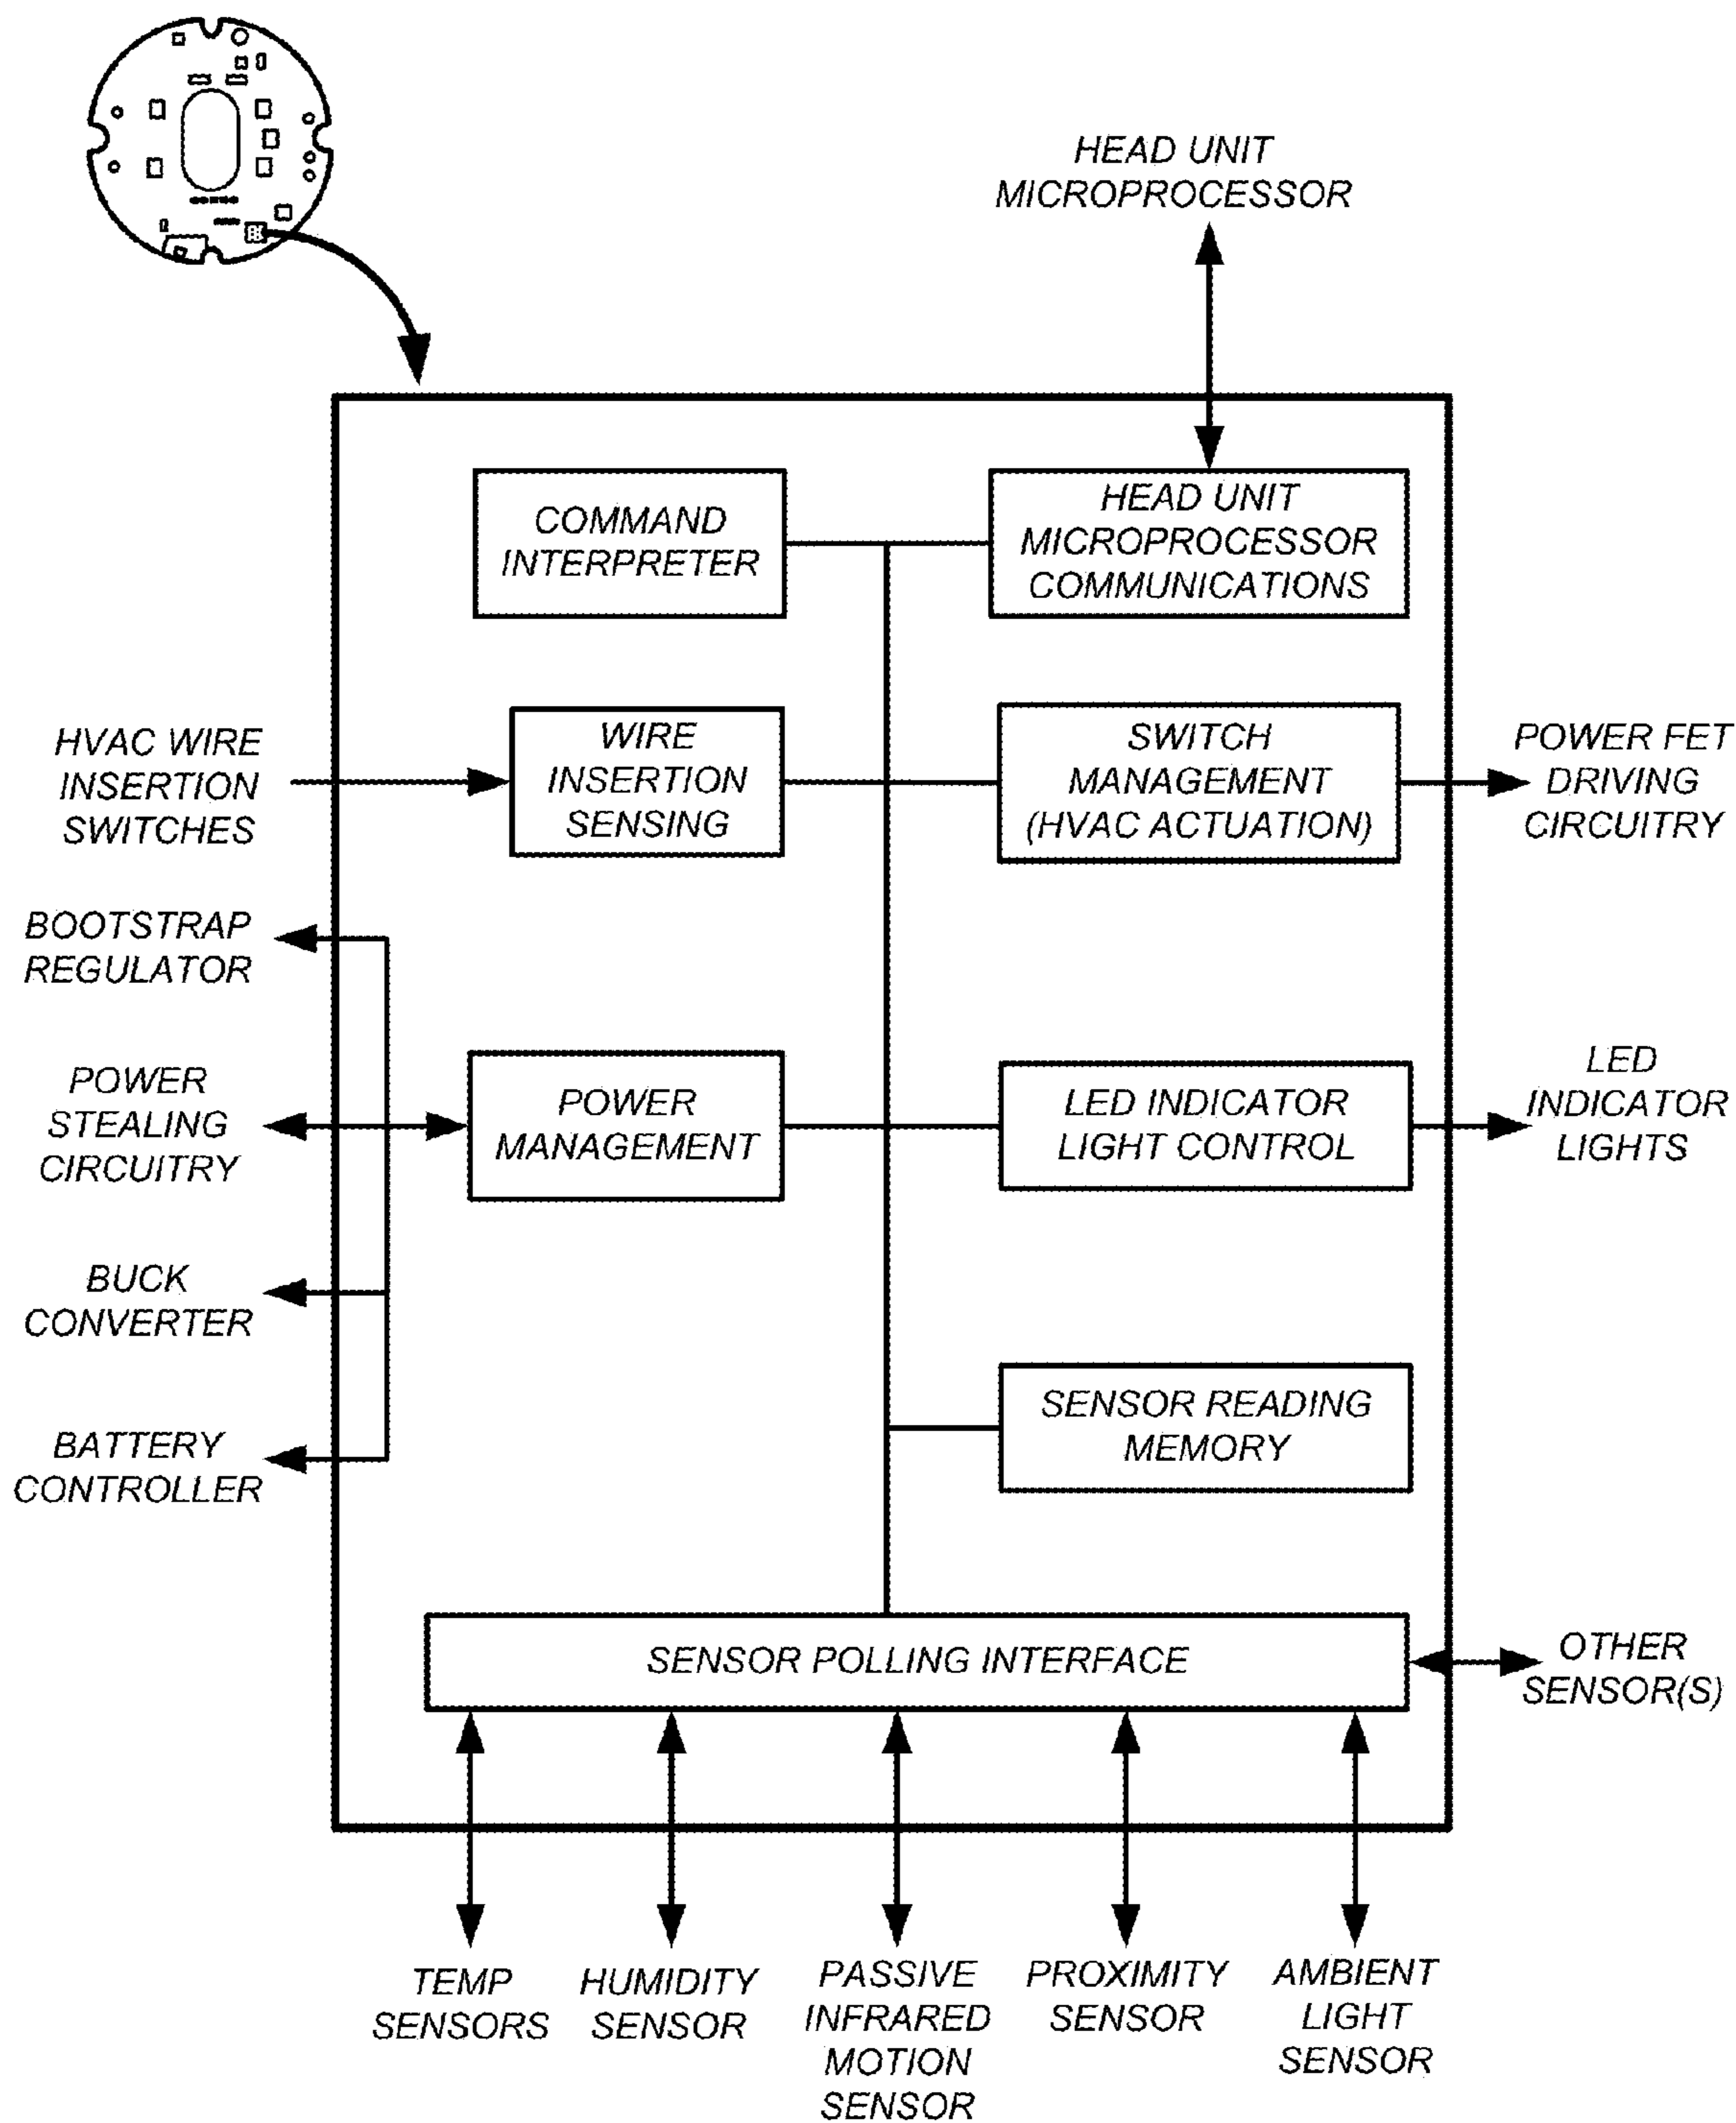 HEAD UNIT
MICROPROCESSOR
COMMAND
INTERPRETER
HEAD UNIT
MICROPROCESSOR
COMMUNICATIONS
HVAC WIRE
INSERTION
SWITCHES
WIRE
INSERTION
SENSING
SWITCH
MANAGEMENT
(HVAC ACTUATION)
POWER FET
DRIVING
CIRCUITRY
BOOTSTRAP
REGULATOR
POWER
STEALING
CIRCUITRY
POWER
MANAGEMENT
LED INDICATOR
LIGHT CONTROL
LED
INDICATOR
LIGHTS
BUCK
CONVERTER
BATTERY
CONTROLLER
SENSOR READING
MEMORY
SENSOR POLLING INTERFACE
OTHER
SENSOR(S)
TEMP
SENSORS
HUMIDITY
SENSOR
PASSIVE
INFRARED
MOTION
SENSOR
PROXIMITY
SENSOR
AMBIENT
LIGHT
SENSOR